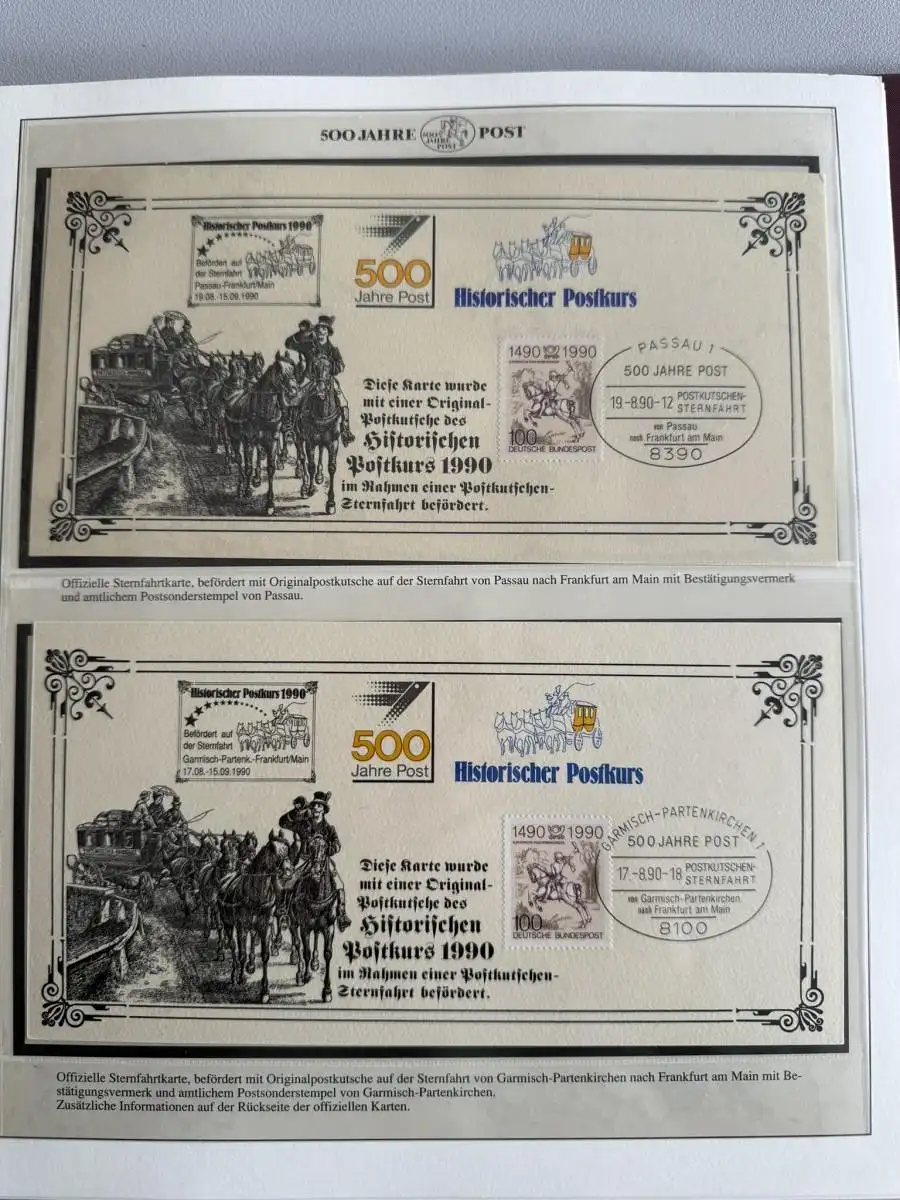 500 JAHRE 500 JAHRE POST POST
Historischer Postkurs 1990
Befördert auf
der Sternfahrt
Passau-Frankfurt/Main
19.08.-15.09.1990
500
Jahre Post
Historischer Postkurs
Diese Karte wurde
mit einer Original-
Postkutsche des
Historischen
Postkurs 1990
im Rahmen einer Postkutschen-
Sternfahrt befördert.
1490 1990
100
DEUTSCHE BUNDESPOST
PASSAU 1
500 JAHRE POST
19.-8.90-12 POSTKUTSCHEN-
STERNFAHRT
von Passau
nach Frankfurt am Main
8390
Offizielle Sternfahrtkarte, befördert mit Originalpostkutsche auf der Sternfahrt von Passau nach Frankfurt am Main mit Bestätigungsvermerk
und amtlichem Postsonderstempel von Passau.
Historischer Postkurs 1990
Befördert auf
der Sternfahrt
Garmisch-Partenk.-Frankfurt/Main
17.08.-15.09.1990
500
Jahre Post
Historischer Postkurs
Diese Karte wurde
mit einer Original-
Postkutsche des
Historischen
Postkurs 1990
im Rahmen einer Postkutschen-
Sternfahrt befördert.
1490 1990
100
DEUTSCHE BUNDESPOST
GARMISCH-PARTENKIRCHEN 1
500 JAHRE POST
17.-8.90-18 POSTKUTSCHEN-
STERNFAHRT
von Garmisch-Partenkirchen
nach Frankfurt am Main
8100
Offizielle Sternfahrtkarte, befördert mit Originalpostkutsche auf der Sternfahrt von Garmisch-Partenkirchen nach Frankfurt am Main mit Be-
stätigungsvermerk und amtlichem Postsonderstempel von Garmisch-Partenkirchen.
Zusätzliche Informationen auf der Rückseite der offiziellen Karten.